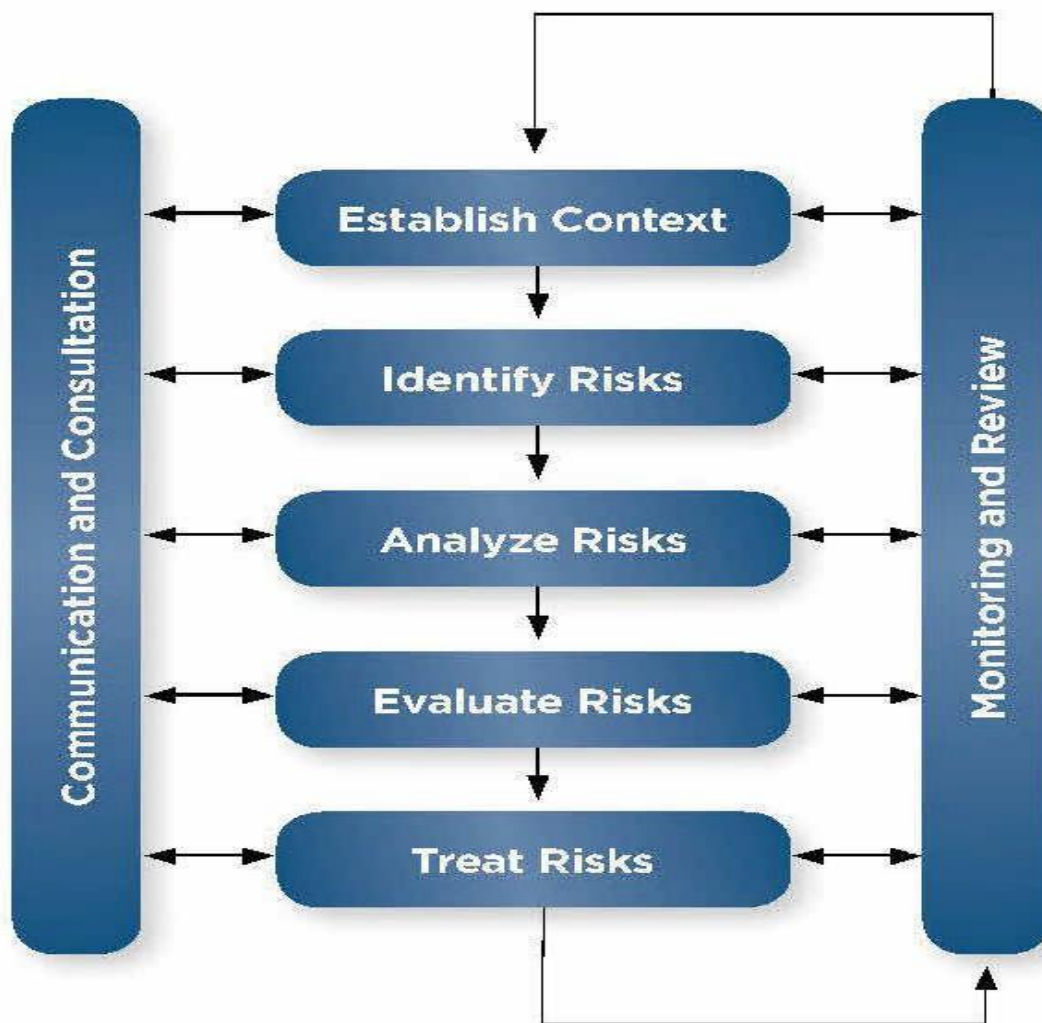 Communication and Consultation
Establish Context
Identify Risks
Analyze Risks
Evaluate Risks
Treat Risks
Monitoring and Review